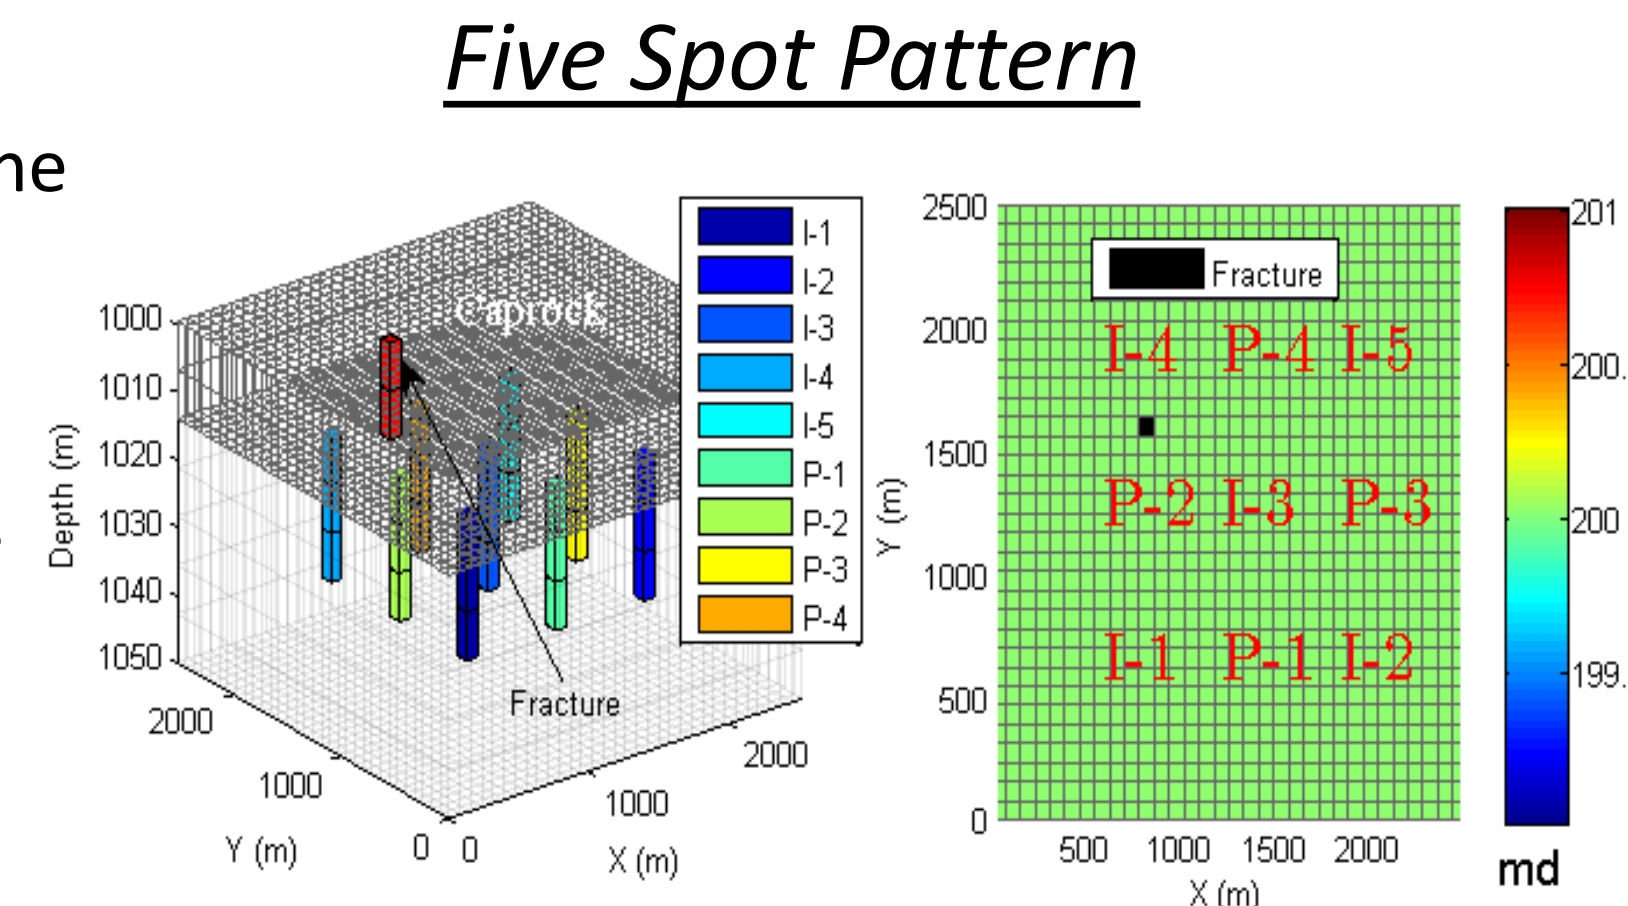 Five Spot Pattern
ne
Caprock
Fracture
1000
1010
1020
1030
1040
1050
Depth (m)
2000
1000
0
Y (m)
0
1000
2000
X (m)
I-1
I-2
I-3
I-4
I-5
P-1
P-2
P-3
P-4
2500
2000
1500
1000
500
0
Y (m)
Fracture
I-4 P-4 I-5
P-2 I-3 P-3
I-1 P-1 I-2
500 1000 1500 2000
X (m)
201
200.
200
199.
md